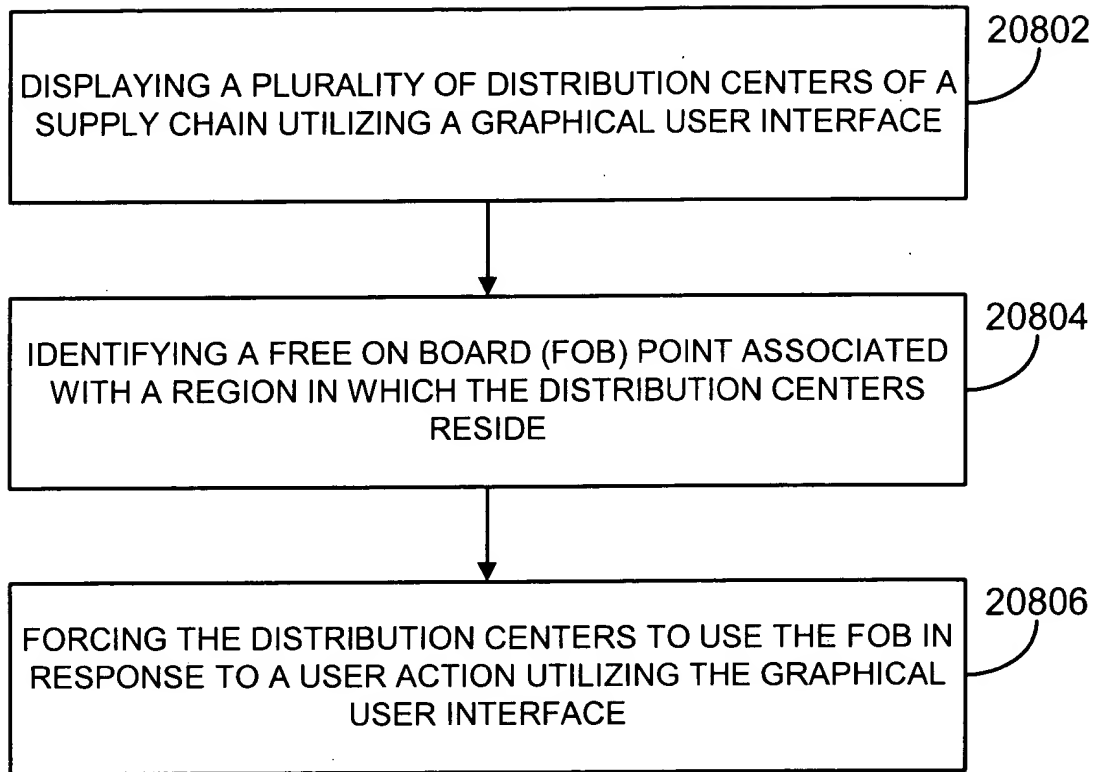 20802
DISPLAYING A PLURALITY OF DISTRIBUTION CENTERS OF A
SUPPLY CHAIN UTILIZING A GRAPHICAL USER INTERFACE
20804
IDENTIFYING A FREE ON BOARD (FOB) POINT ASSOCIATED
WITH A REGION IN WHICH THE DISTRIBUTION CENTERS
RESIDE
20806
FORCING THE DISTRIBUTION CENTERS TO USE THE FOB IN
RESPONSE TO A USER ACTION UTILIZING THE GRAPHICAL
USER INTERFACE